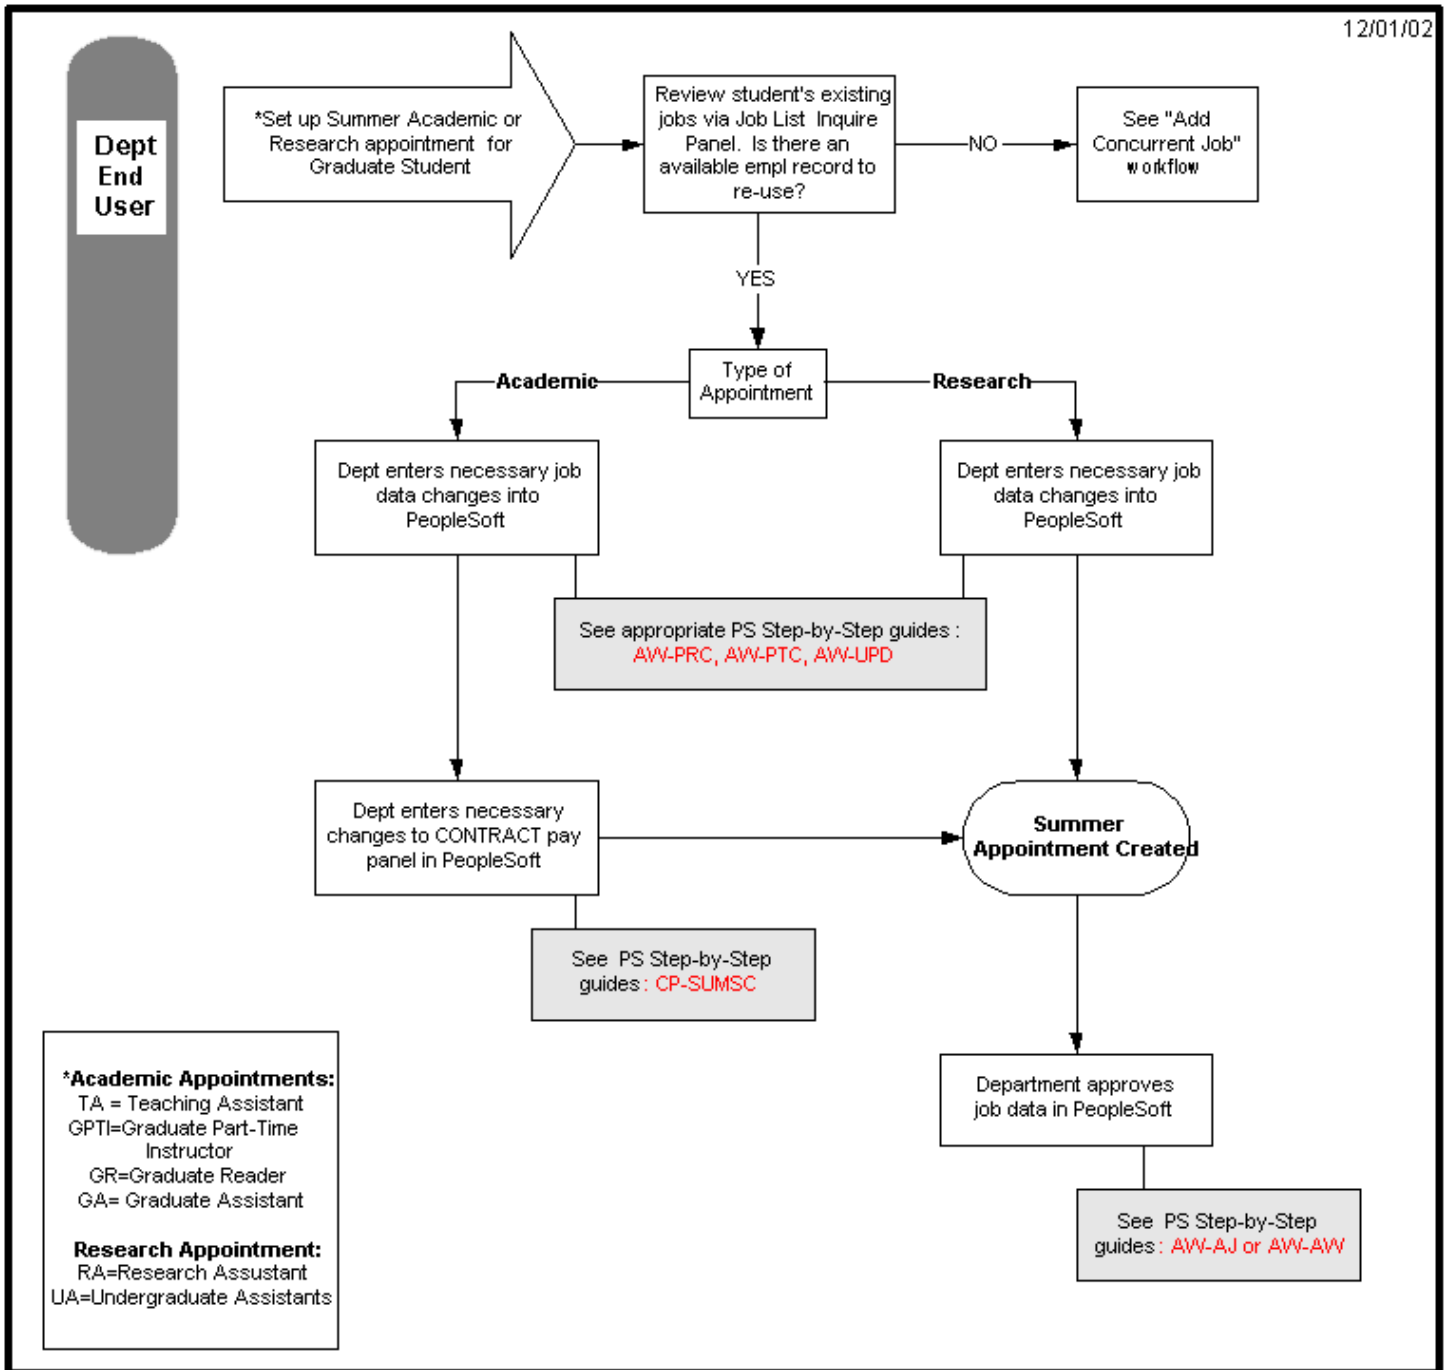 12/01/02
Dept
End
User
*Set up Summer Academic or
Research appointment for
Graduate Student
Review student's existing
jobs via Job List Inquire
Panel. Is there an
available empl record to
re-use?
NO
See "Add
Concurrent Job"
workflow
YES
Type of
Appointment
Academic
Research
Dept enters necessary job
data changes into
PeopleSoft
Dept enters necessary job
data changes into
PeopleSoft
See appropriate PS Step-by-Step guides :
AW-PRC, AW-PTC, AW-UPD
Dept enters necessary
changes to CONTRACT pay
panel in PeopleSoft
Summer
Appointment Created
See PS Step-by-Step
guides : CP-SUMSC
Department approves
job data in PeopleSoft
See PS Step-by-Step
guides : AW-AJ or AW-AW
*Academic Appointments:
TA = Teaching Assistant
GPTI=Graduate Part-Time
Instructor
GR=Graduate Reader
GA= Graduate Assistant
Research Appointment:
RA=Research Assustant
UA=Undergraduate Assistants